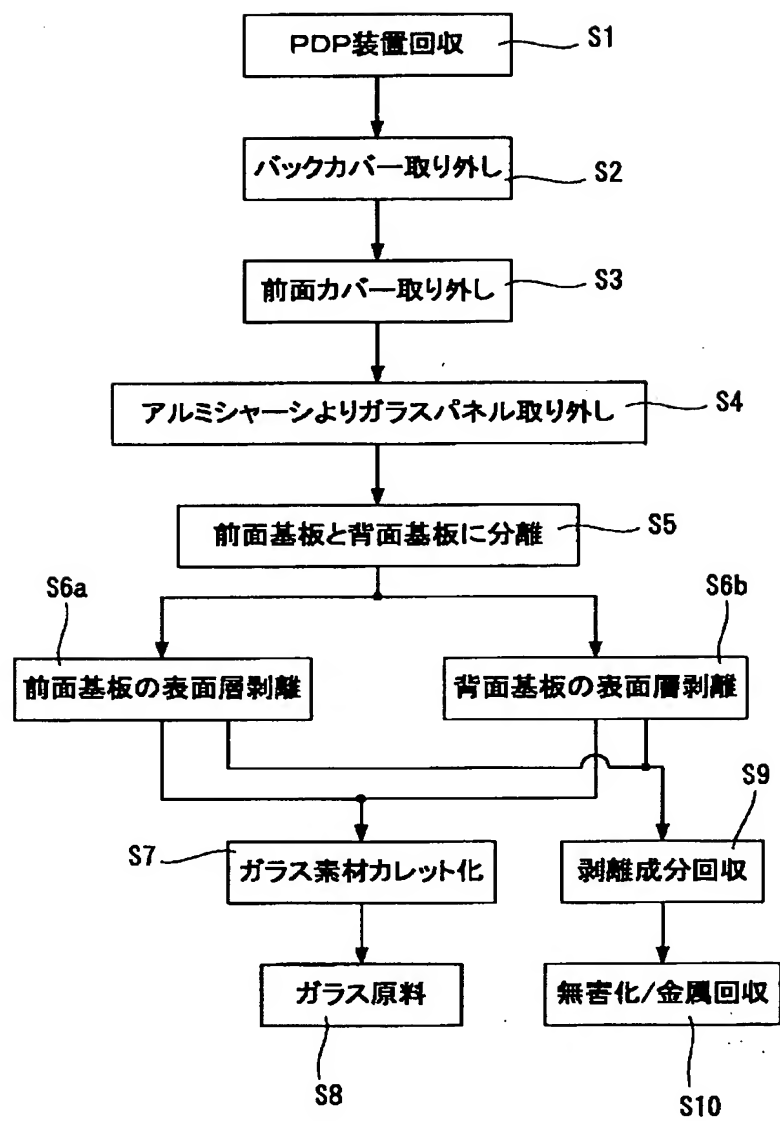 PDP装置回収
S1
バックカバー取り外し
S2
前面カバー取り外し
S3
アルミシャーシよりガラスパネル取り外し
S4
前面基板と背面基板に分離
S5
S6a
S6b
前面基板の表面層剥離
背面基板の表面層剥離
S7
ガラス素材カレット化
S9
剥離成分回収
ガラス原料
無害化/金属回収
S8
S10